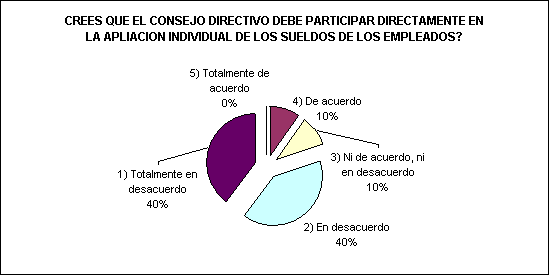 CREES QUE EL CONSEJO DIRECTIVO DEBE PARTICIPAR DIRECTAMENTE EN
LA APLIACION INDIVIDUAL DE LOS SUELDOS DE LOS EMPLEADOS?
5) Totalmente de
acuerdo
0%
4) De acuerdo
10%
3) Ni de acuerdo, ni
en desacuerdo
10%
1) Totalmente en
desacuerdo
40%
2) En desacuerdo
40%